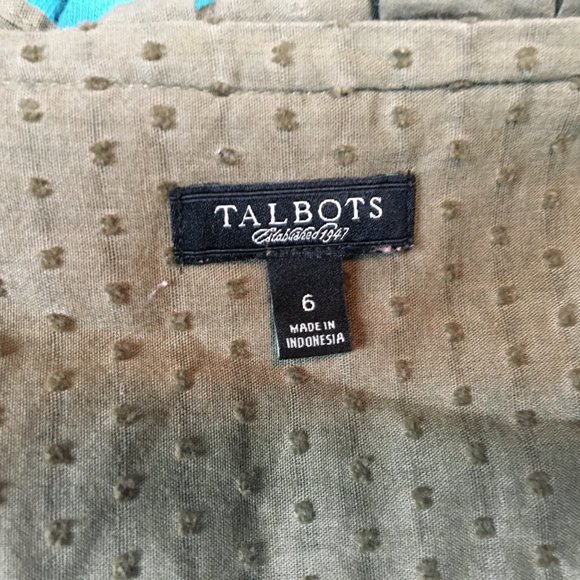 TALBOTS
Established 1947
6
MADE IN
INDONESIA